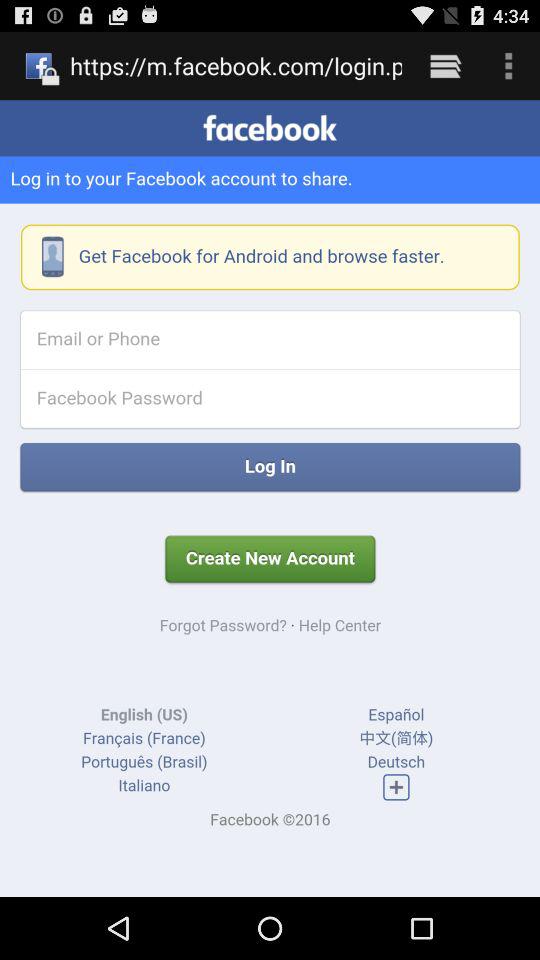 4:34
https://m.facebook.com/login.p
facebook
Log in to your Facebook account to share.
Get Facebook for Android and browse faster.
Email or Phone
Facebook Password
Log In
Create New Account
Forgot Password? · Help Center
English (US) Español
Français (France) 中文(简体)
Português (Brasil) Deutsch
Italiano
Facebook ©2016